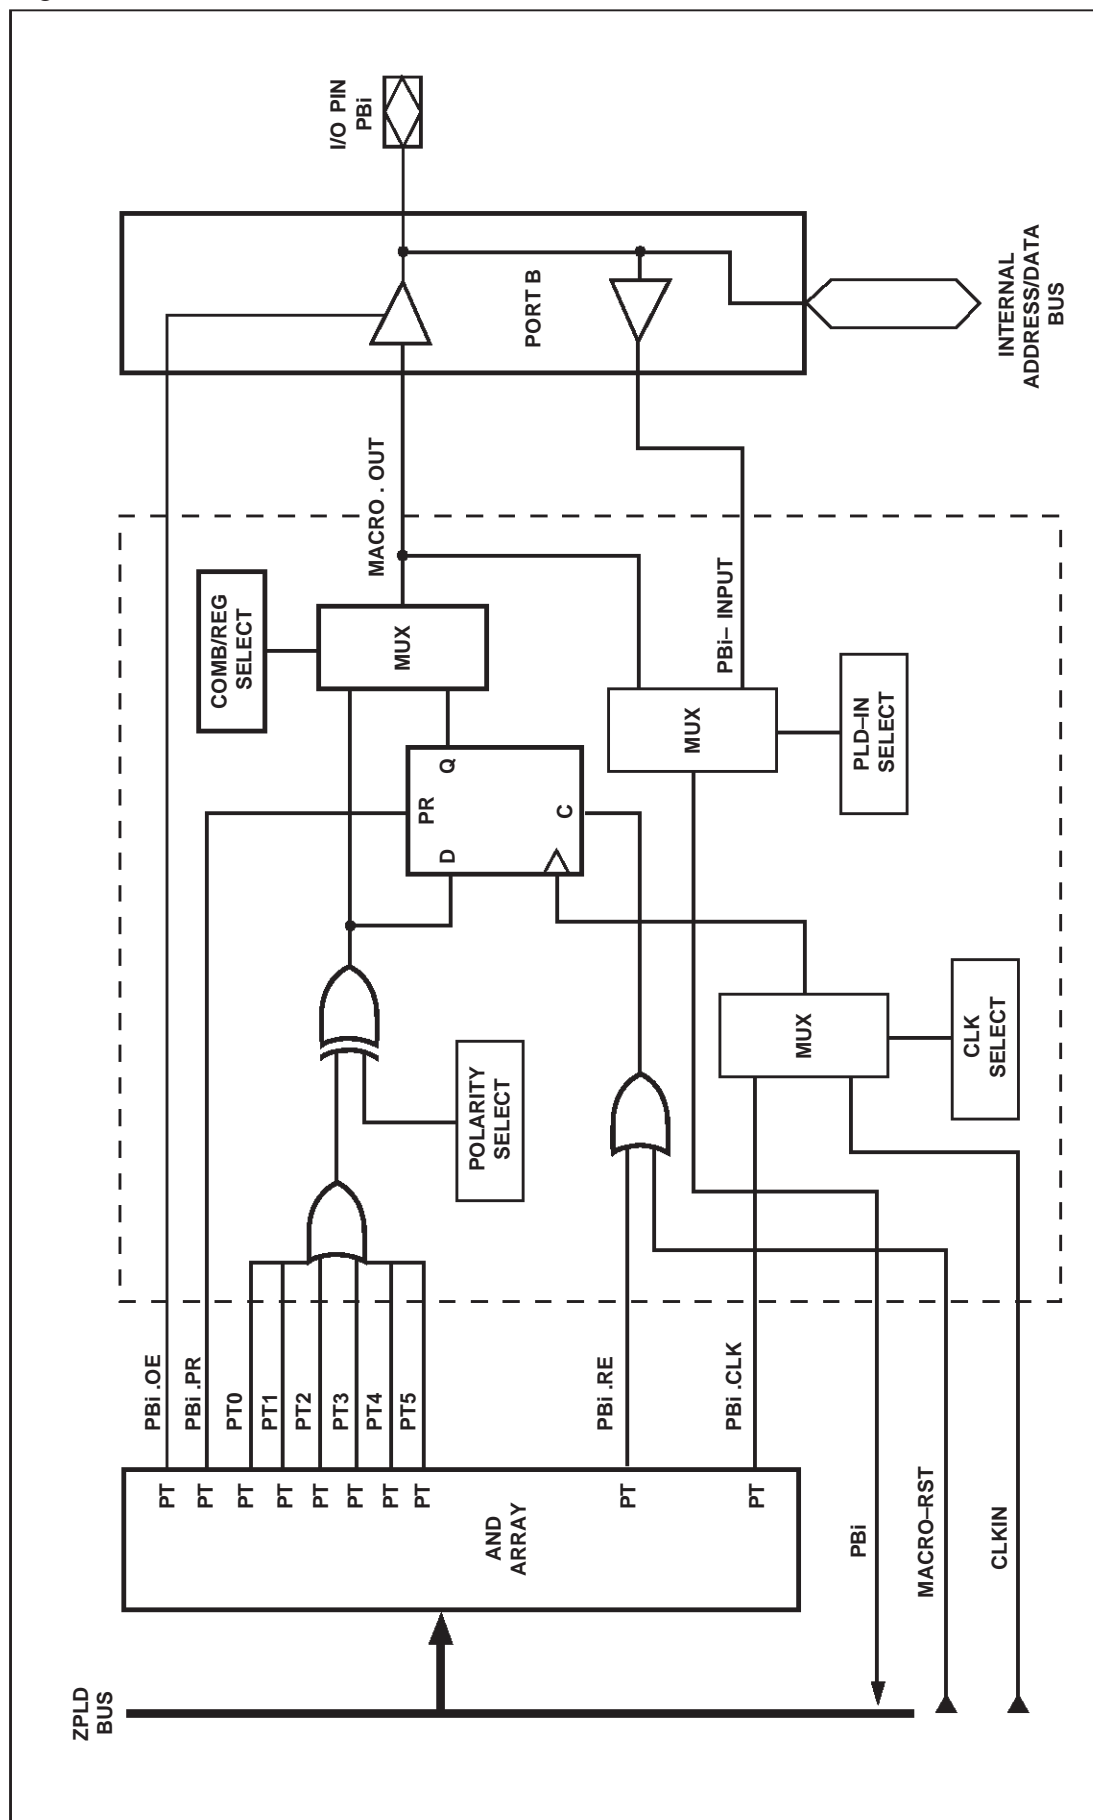 ZPLD
BUS
AND
ARRAY
PT
PT
PT
PT
PT
PT
PT
PT
PT
PT
PBi .OE
PBi .PR
PT0
PT1
PT2
PT3
PT4
PT5
PBi .RE
PBi .CLK
PBi
MACRO–RST
CLKIN
POLARITY
SELECT
MUX
CLK
SELECT
D
PR
Q
C
COMB/REG
SELECT
MUX
MUX
PLD–IN
SELECT
MACRO . OUT
PBi– INPUT
PORT B
I/O PIN
PBi
INTERNAL
ADDRESS/DATA
BUS